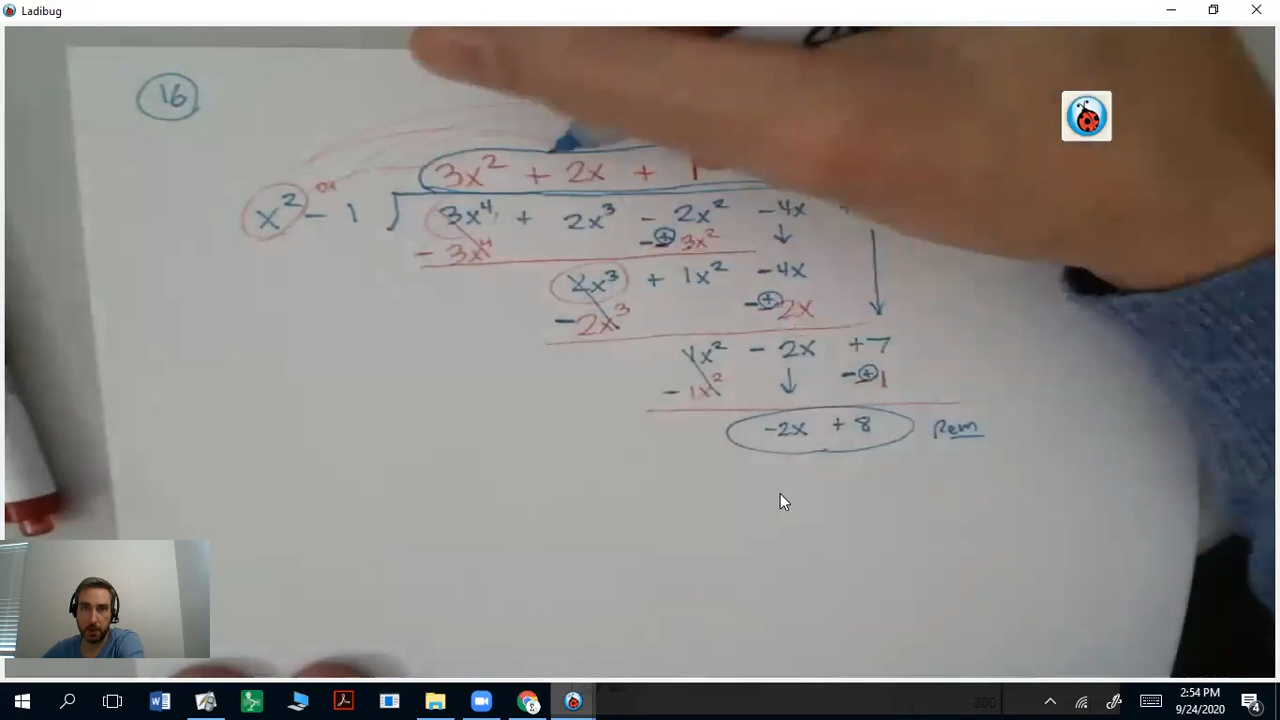 Ladibug
16
3x² + 2x + 1
x² - 1 ) 3x⁴ + 2x³ - 2x² - 4x
- 3x⁴ - + 3x²
2x³ + 1x² - 4x
- 2x³ - + 2x
1x² - 2x + 7
- 1x² - + 1
-2x + 8 Rem
2:54 PM
9/24/2020
4